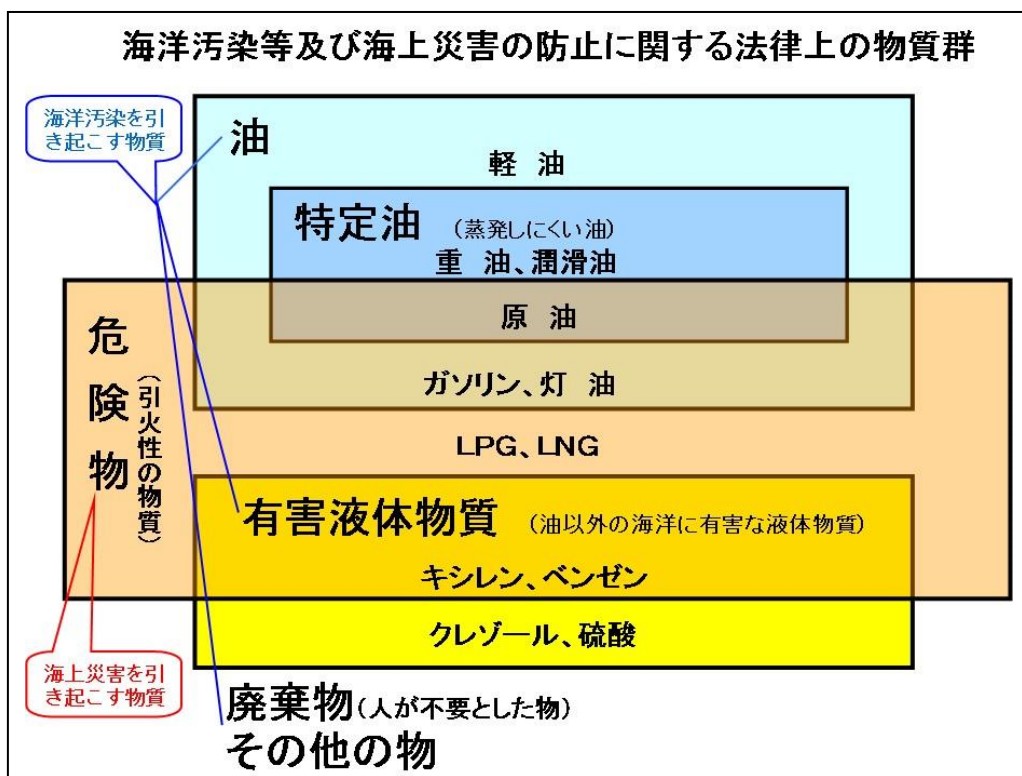 海洋汚染等及び海上災害の防止に関する法律上の物質群
海洋汚染を引
き起こす物質
油
軽 油
特定油 (蒸発しにくい油)
重 油、潤滑油
原 油
ガソリン、灯 油
危険物
(引火性の物質)
LPG、LNG
有害液体物質 (油以外の海洋に有害な液体物質)
キシレン、ベンゼン
クレゾール、硫酸
海上災害を引
き起こす物質
廃棄物(人が不要とした物)
その他の物